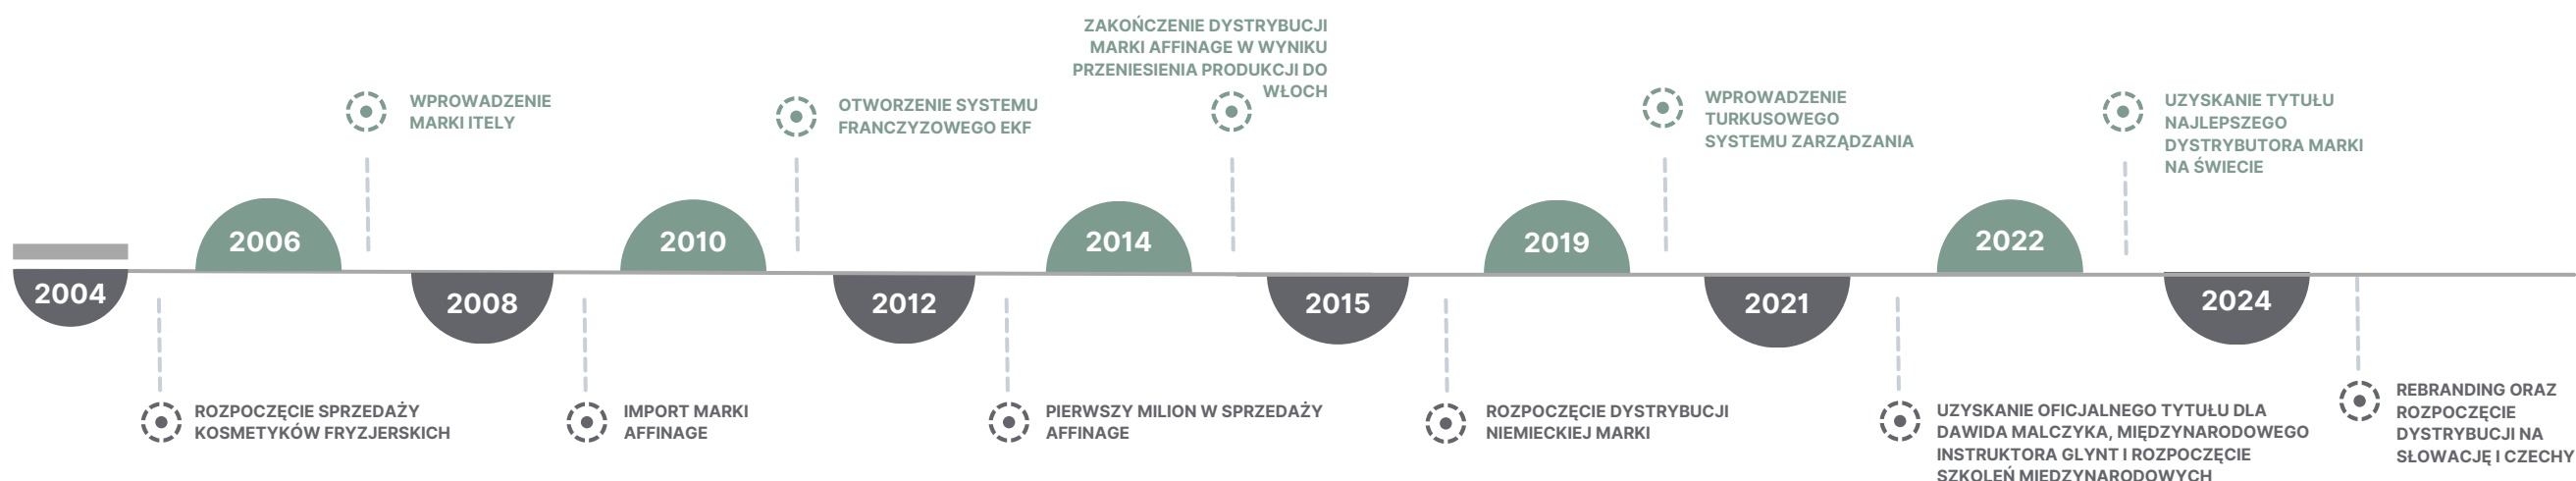 2004
ROZPOCZĘCIE SPRZEDAŻY
KOSMETYKÓW FRYZJERSKICH
2006
WPROWADZENIE
MARKI ITELY
2008
IMPORT MARKI
AFFINAGE
2010
OTWORZENIE SYSTEMU
FRANCZYZOWEGO EKF
2012
PIERWSZY MILION W SPRZEDAŻY
AFFINAGE
2014
ZAKOŃCZENIE DYSTRYBUCJI
MARKI AFFINAGE W WYNIKU
PRZENIESIENIA PRODUKCJI DO
WŁOCH
2015
ROZPOCZĘCIE DYSTRYBUCJI
NIEMIECKIEJ MARKI
2019
WPROWADZENIE
TURKUSOWEGO
SYSTEMU ZARZĄDZANIA
2021
UZYSKANIE OFICJALNEGO TYTUŁU DLA
DAWIDA MALCZYKA, MIĘDZYNARODOWEGO
INSTRUKTORA GLYNT I ROZPOCZĘCIE
SZKOLEŃ MIĘDZYNARODOWYCH
2022
UZYSKANIE TYTUŁU
NAJLEPSZEGO
DYSTRYBUTORA MARKI
NA ŚWIECIE
2024
REBRANDING ORAZ
ROZPOCZĘCIE
DYSTRYBUCJI NA
SŁOWACJĘ I CZECHY